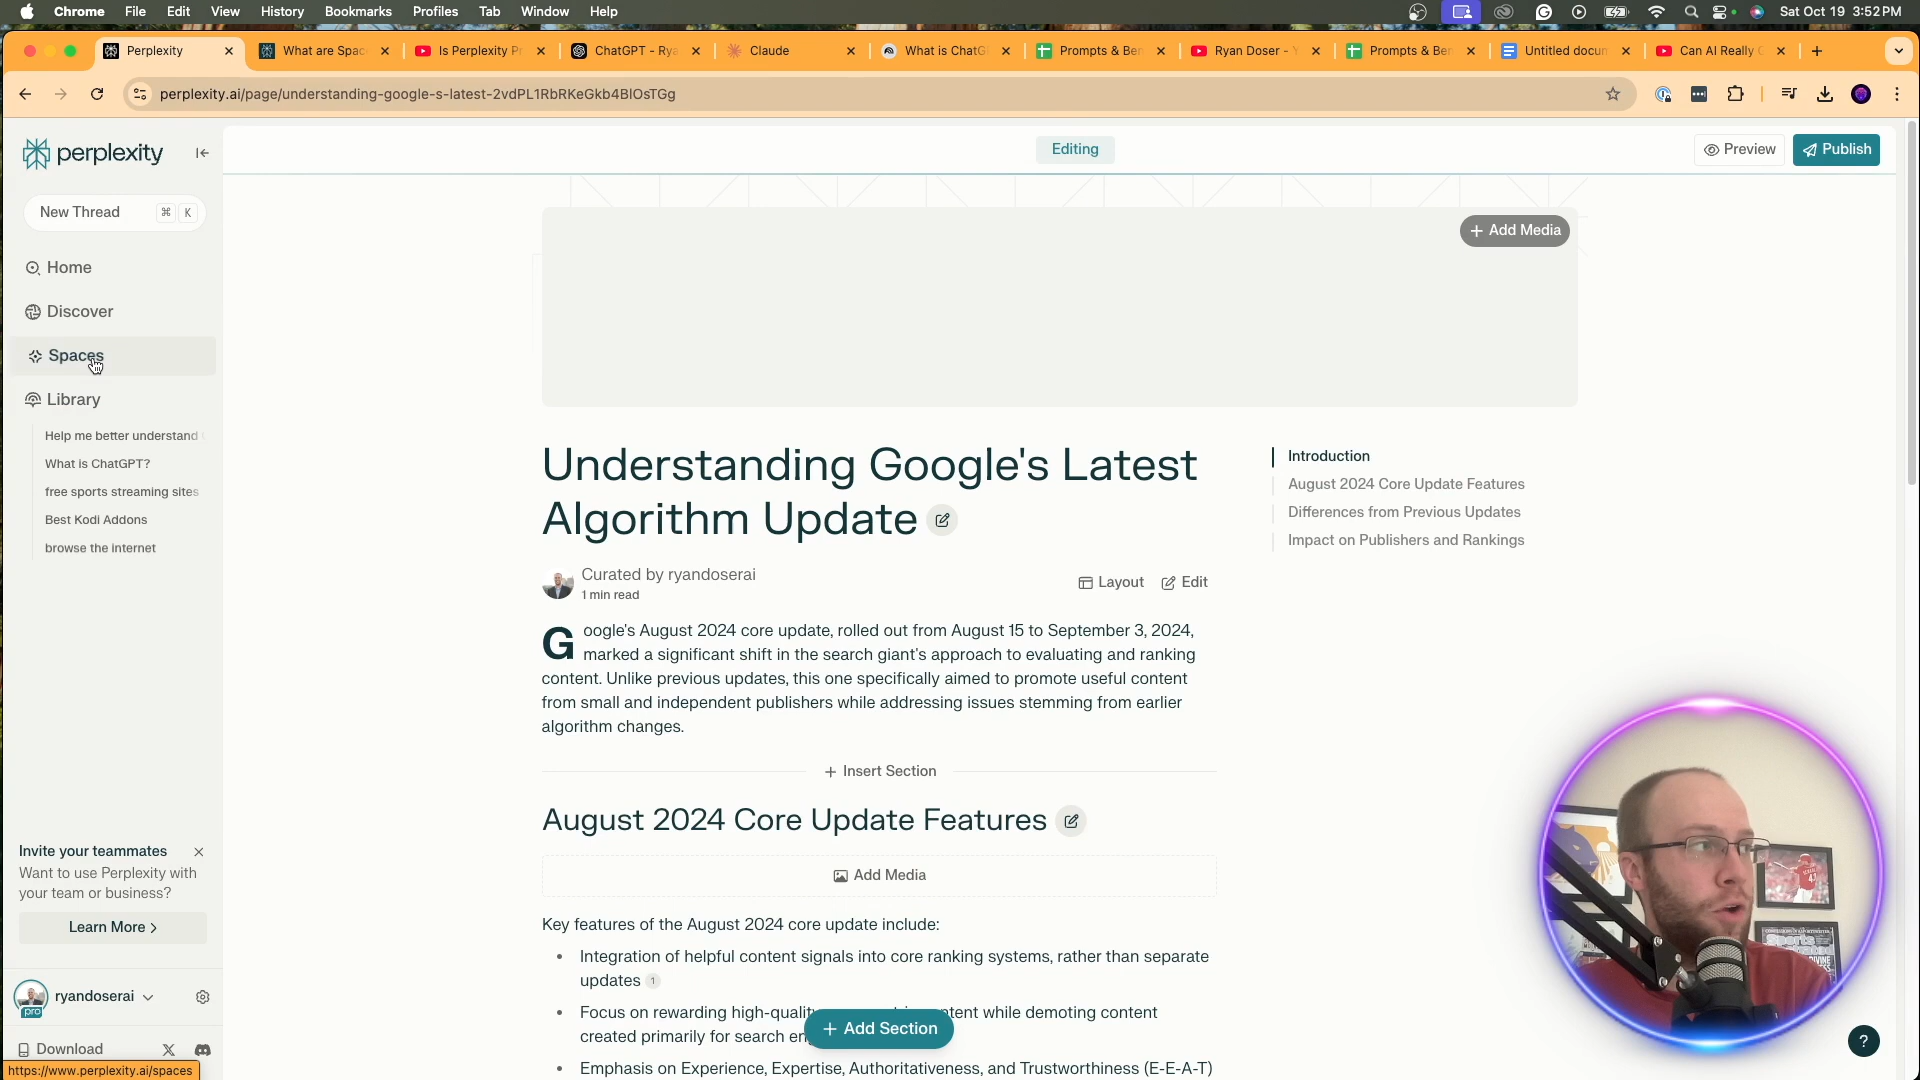 Chrome File Edit View History Bookmarks Profiles Tab Window Help
Sat Oct 19 3:52 PM
Perplexity
What are Spac
Is Perplexity Pr
ChatGPT - Rya
Claude
What is ChatG
Prompts & Ben
Ryan Doser - Y
Prompts & Ben
Untitled docun
Can AI Really
perplexity.ai/page/understanding-google-s-latest-2vdPL1RbRKeGkb4BIOsTGg
perplexity
New Thread ⌘ K
Home
Discover
Spaces
Library
Help me better understand
What is ChatGPT?
free sports streaming sites
Best Kodi Addons
browse the internet
Invite your teammates
Want to use Perplexity with
your team or business?
Learn More >
ryandoserai
pro
Download
https://www.perplexity.ai/spaces
Editing
Preview
Publish
+ Add Media
Understanding Google's Latest
Algorithm Update
Curated by ryandoserai
1 min read
Layout
Edit
Google's August 2024 core update, rolled out from August 15 to September 3, 2024,
marked a significant shift in the search giant's approach to evaluating and ranking
content. Unlike previous updates, this one specifically aimed to promote useful content
from small and independent publishers while addressing issues stemming from earlier
algorithm changes.
+ Insert Section
August 2024 Core Update Features
Add Media
Key features of the August 2024 core update include:
• Integration of helpful content signals into core ranking systems, rather than separate
updates 1
• Focus on rewarding high-quality content while demoting content
created primarily for search
+ Add Section
• Emphasis on Experience, Expertise, Authoritativeness, and Trustworthiness (E-E-A-T)
Introduction
August 2024 Core Update Features
Differences from Previous Updates
Impact on Publishers and Rankings
Sports
?